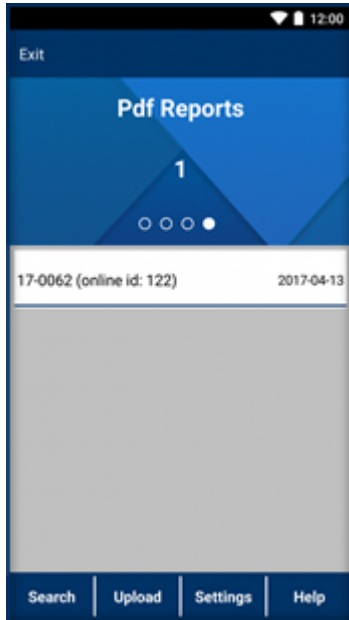 12:00
Exit
Pdf Reports
1
17-0062 (online id: 122) 2017-04-13
Search Upload Settings Help